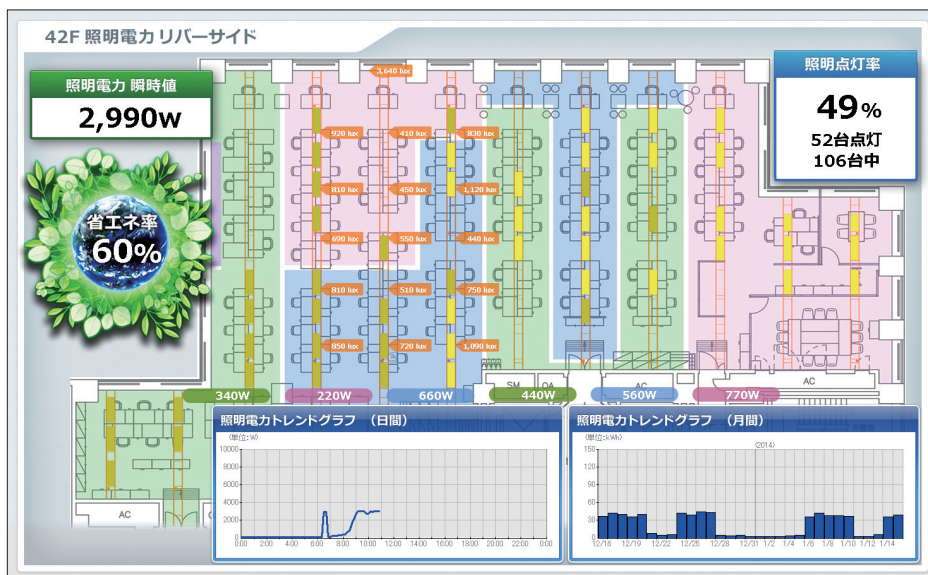 42F 照明電力 リバーサイド
照明電力 瞬時値
2,990W
照明点灯率
49%
52台点灯
106台中
省エネ率
60%
3,640 lux
920 lux
410 lux
830 lux
810 lux
450 lux
1,120 lux
690 lux
550 lux
440 lux
810 lux
510 lux
750 lux
850 lux
720 lux
1,090 lux
SM
OA
AC
AC
340W
220W
660W
440W
560W
770W
AC
照明電力トレンドグラフ （日間）
(単位:W)
10000
8000
6000
4000
2000
0
0:00 2:00 4:00 6:00 8:00 10:00 12:00 14:00 16:00 18:00 20:00 22:00 0:00
照明電力トレンドグラフ （月間）
(単位:kWh)
(2014)
150
120
90
60
30
0
12/16 12/19 12/22 12/25 12/28 12/31 1/2 1/4 1/6 1/8 1/10 1/12 1/14